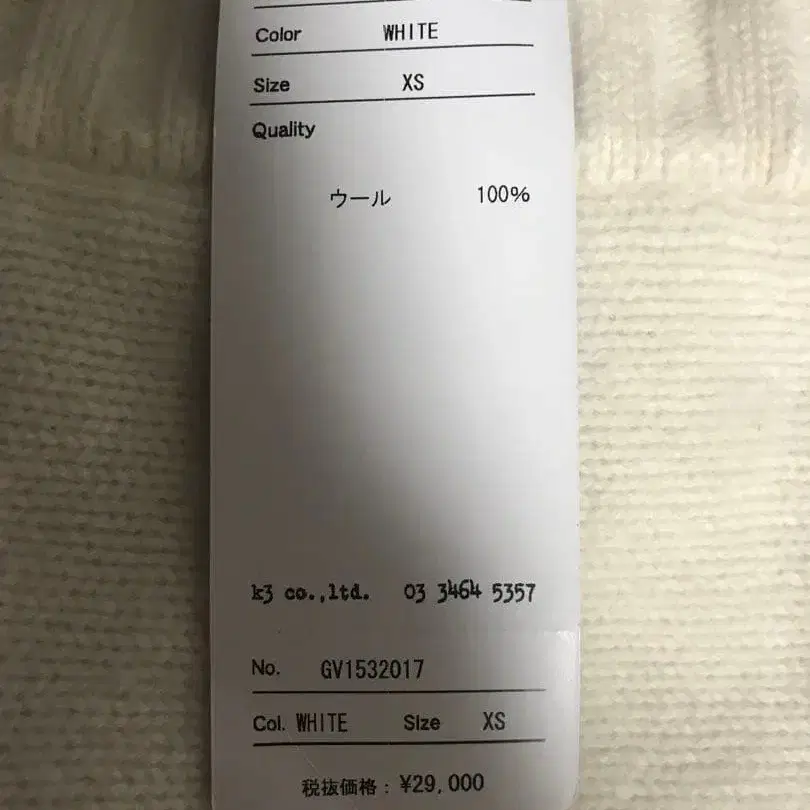 Color WHITE
Size XS
Quality
ウール 100%
k3 co.,ltd. 03 3464 5357
No. GV1532017
Col. WHITE Size XS
税抜価格：¥29,000